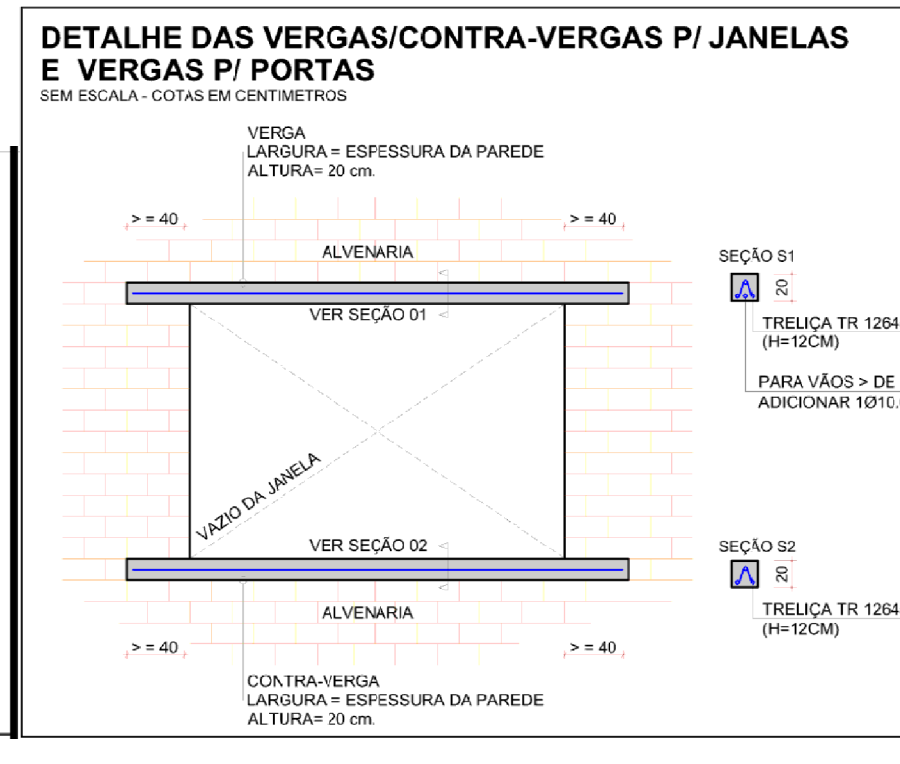 DETALHE DAS VERGAS/CONTRA-VERGAS P/ JANELAS
E VERGAS P/ PORTAS
SEM ESCALA - COTAS EM CENTIMETROS
VERGA
LARGURA = ESPESSURA DA PAREDE
ALTURA= 20 cm.
> = 40
> = 40
ALVENARIA
VER SEÇÃO 01
SEÇÃO S1
20
TRELIÇA TR 1264
(H=12CM)
PARA VÃOS > DE
ADICIONAR 1Ø10.
VAZIO DA JANELA
VER SEÇÃO 02
SEÇÃO S2
20
TRELIÇA TR 1264
(H=12CM)
ALVENARIA
> = 40
> = 40
CONTRA-VERGA
LARGURA = ESPESSURA DA PAREDE
ALTURA= 20 cm.